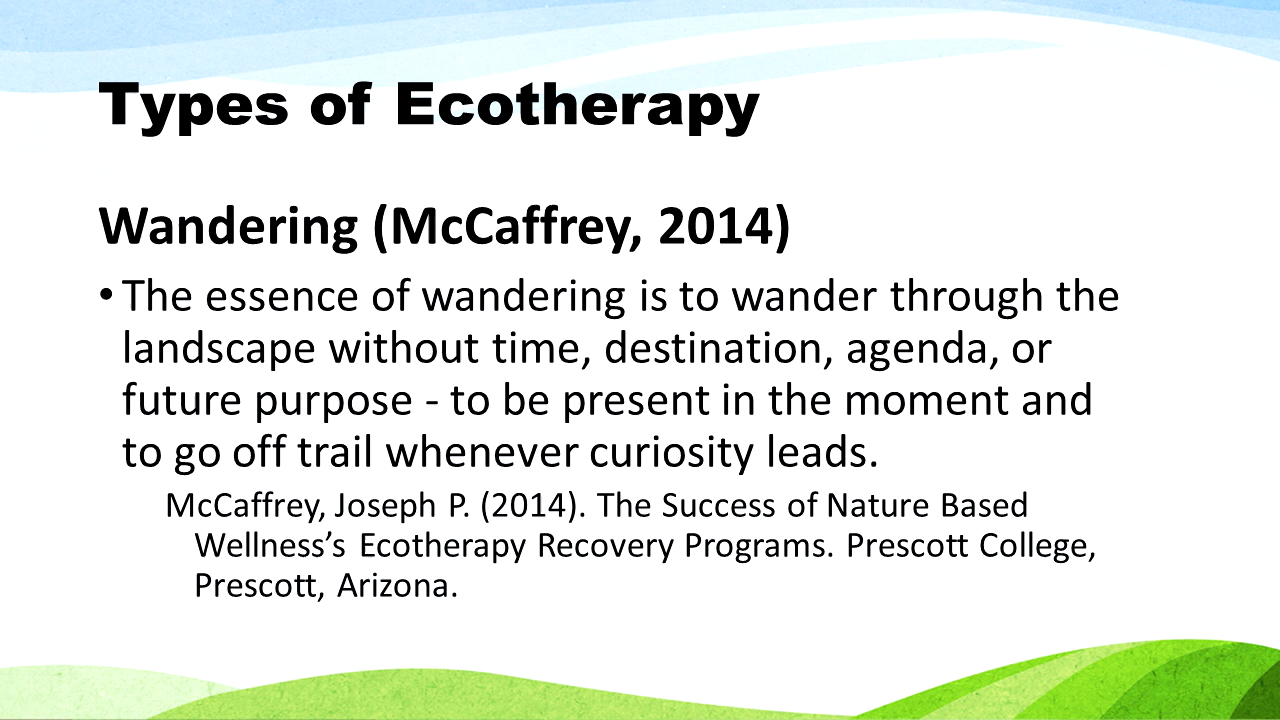 Types of Ecotherapy
Wandering (McCaffrey, 2014)
• The essence of wandering is to wander through the
landscape without time, destination, agenda, or
future purpose - to be present in the moment and
to go off trail whenever curiosity leads.
McCaffrey, Joseph P. (2014). The Success of Nature Based
Wellness’s Ecotherapy Recovery Programs. Prescott College,
Prescott, Arizona.